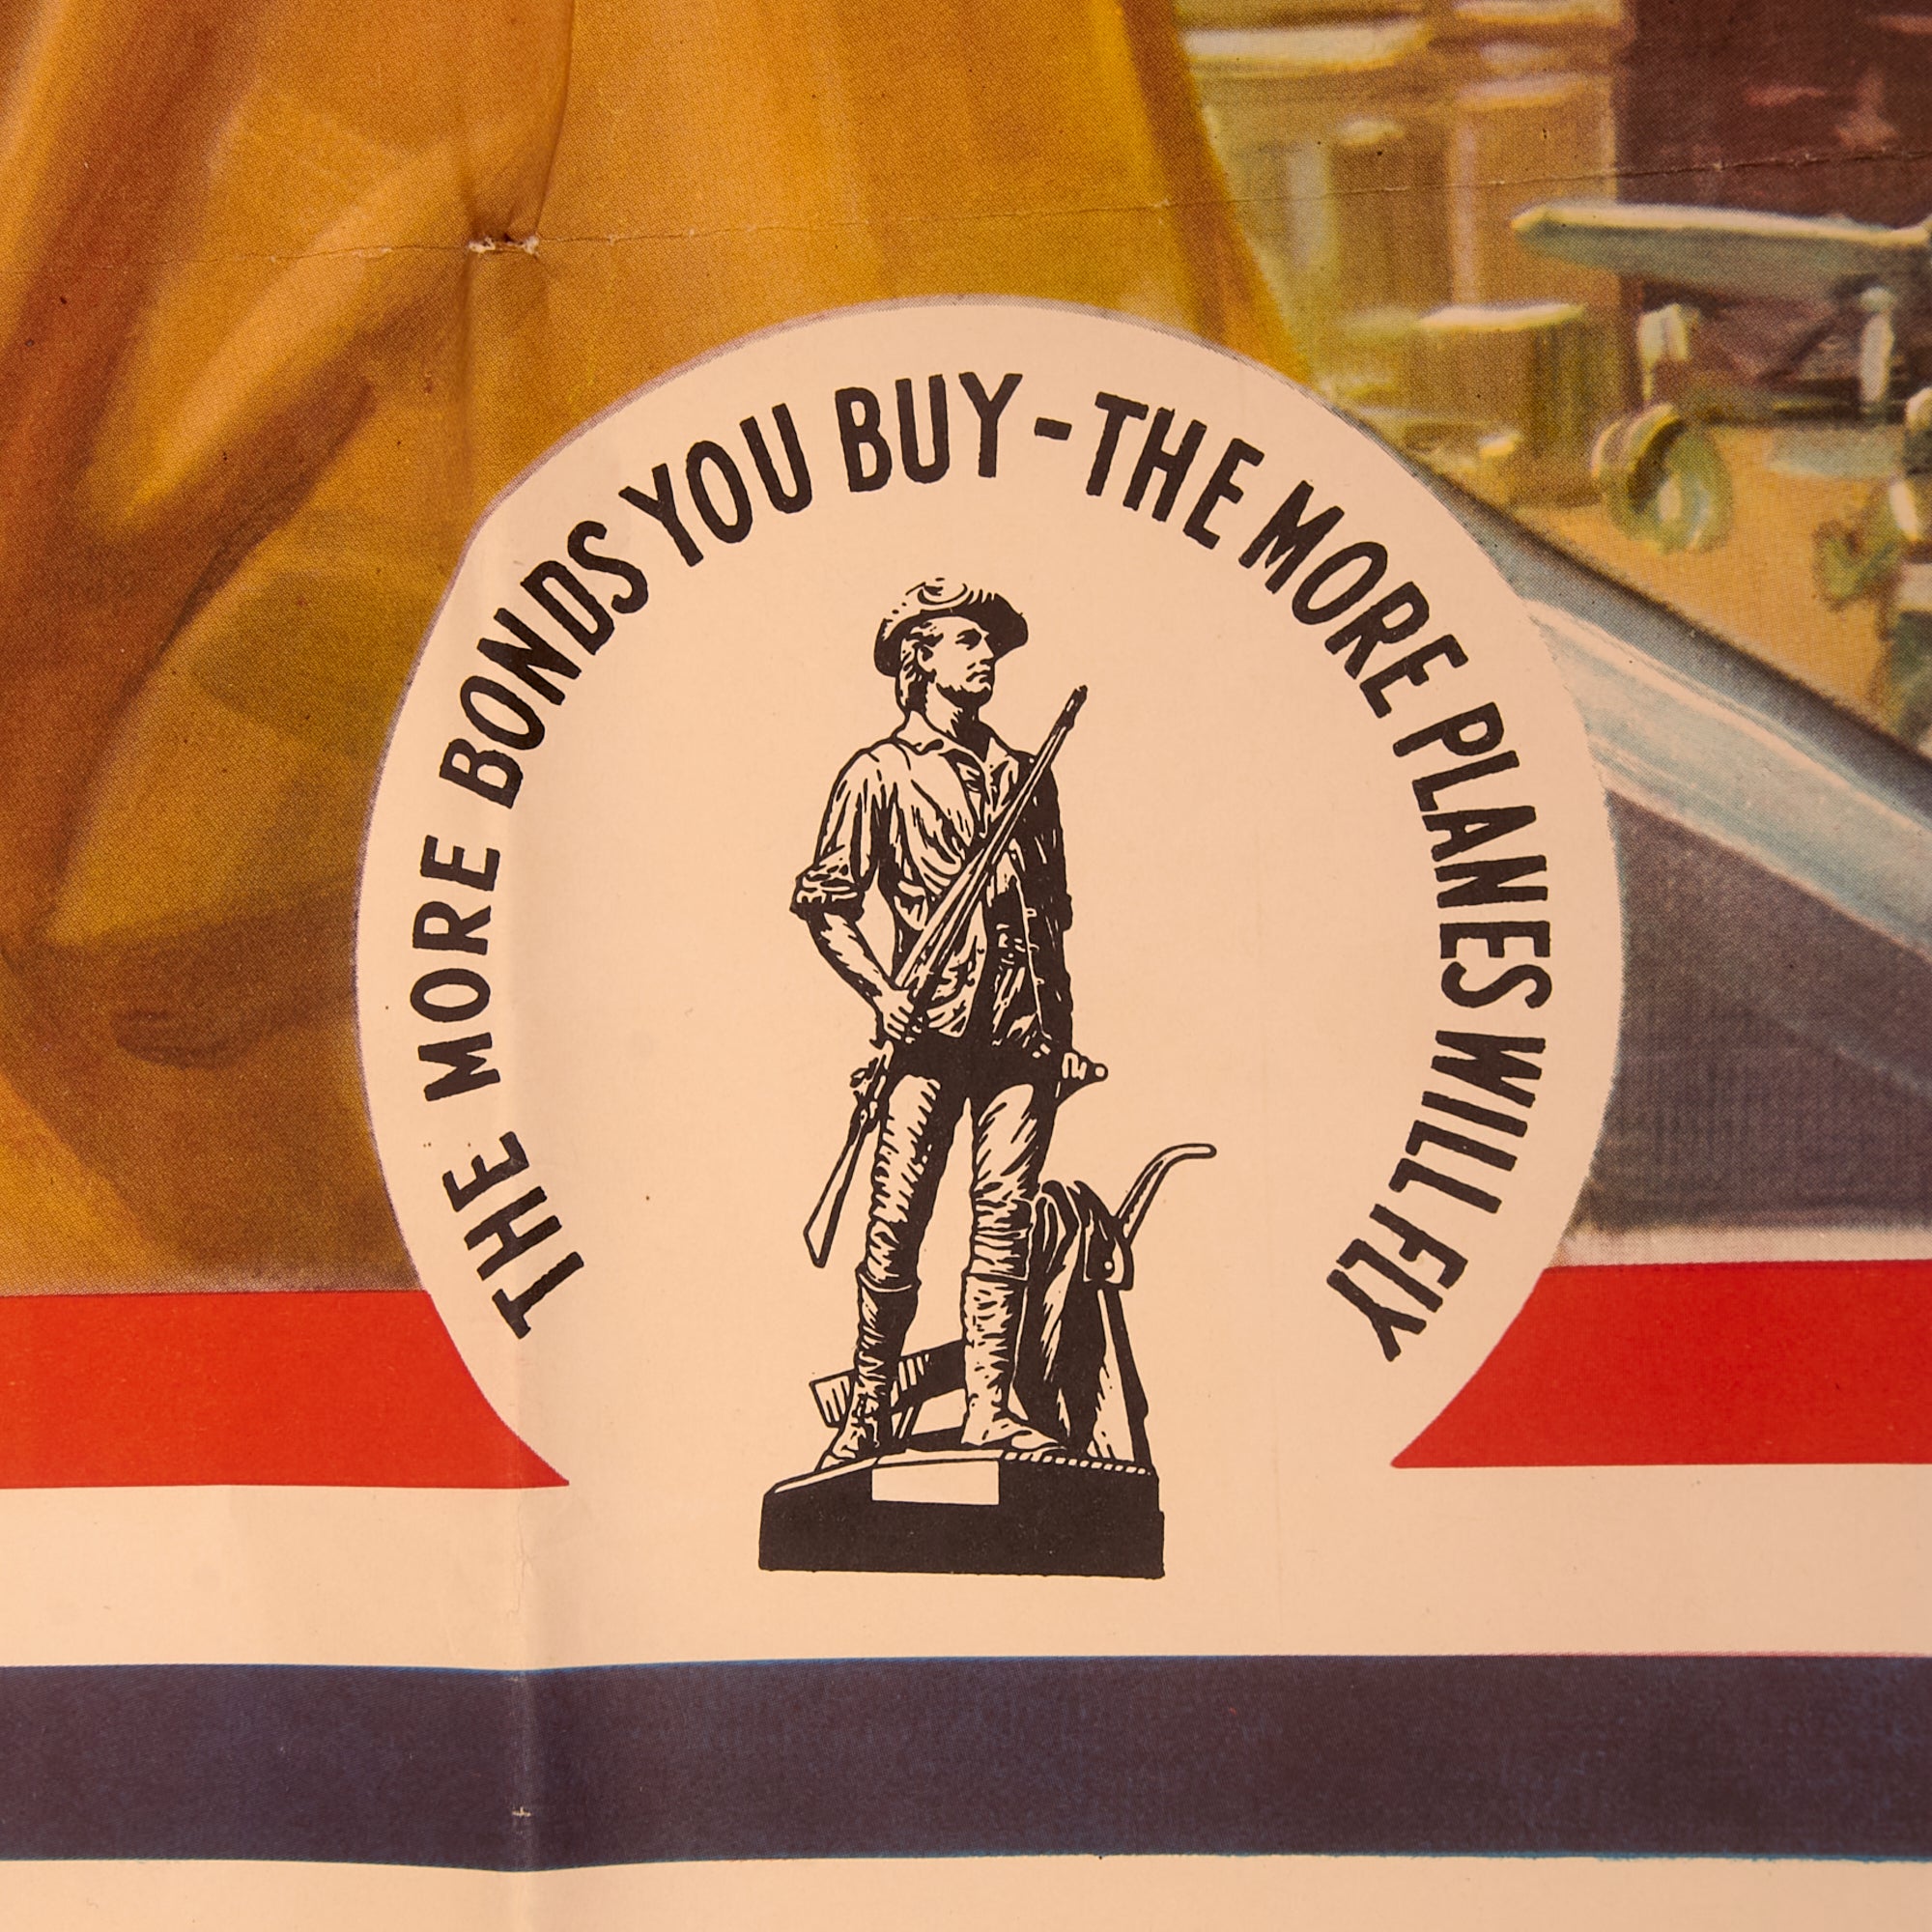 THE MORE BONDS YOU BUY - THE MORE PLANES WILL FLY